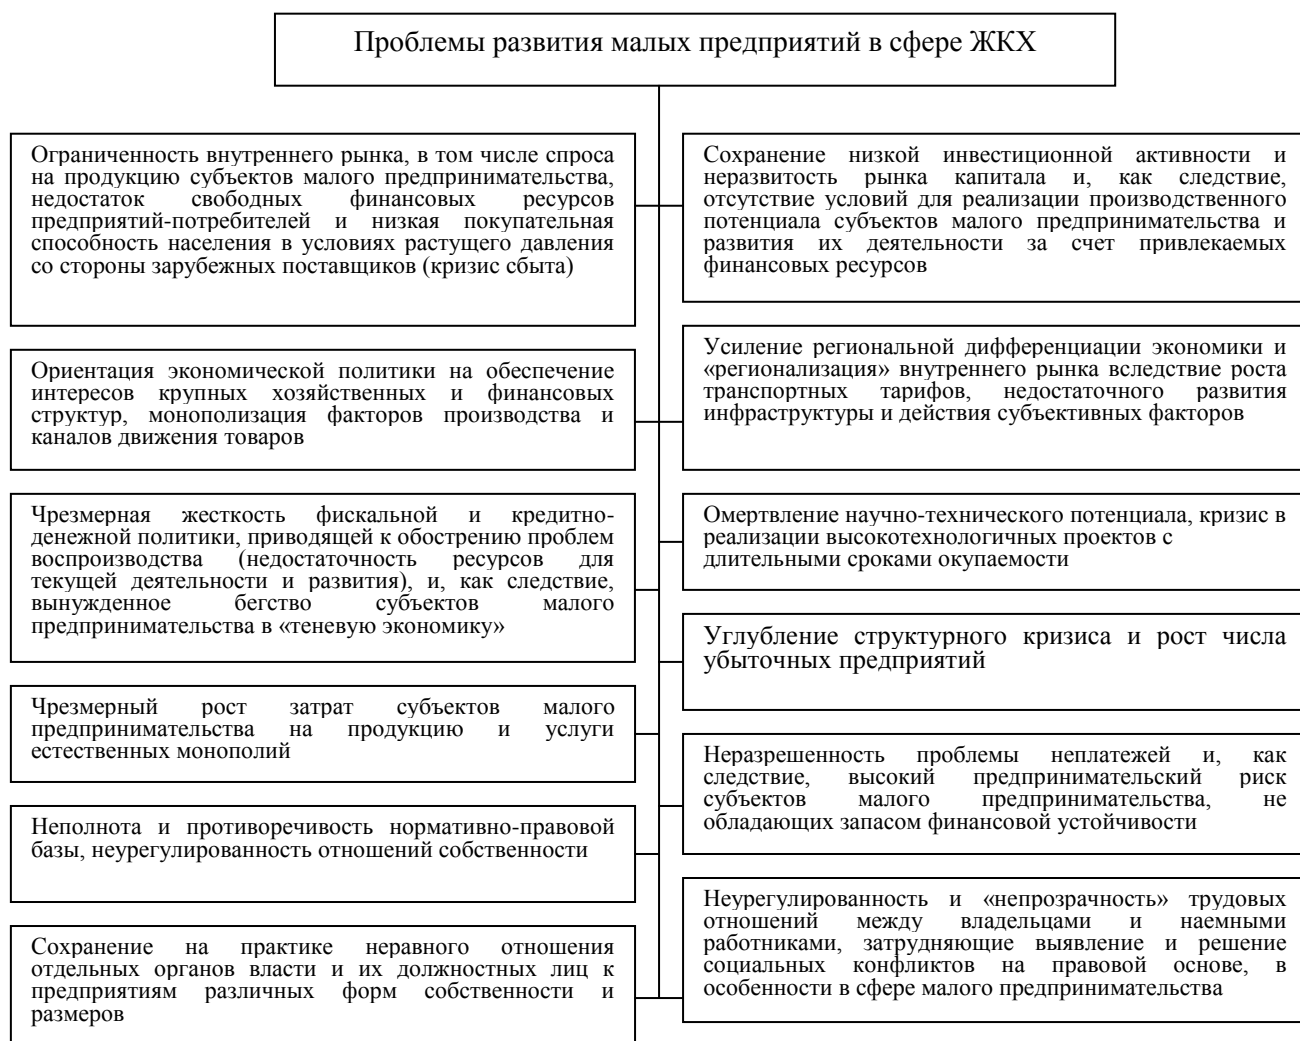 Проблемы развития малых предприятий в сфере ЖКХ
Ограниченность внутреннего рынка, в том числе спроса
на продукцию субъектов малого предпринимательства,
недостаток свободных финансовых ресурсов
предприятий-потребителей и низкая покупательная
способность населения в условиях растущего давления
со стороны зарубежных поставщиков (кризис сбыта)
Ориентация экономической политики на обеспечение
интересов крупных хозяйственных и финансовых
структур, монополизация факторов производства и
каналов движения товаров
Чрезмерная жесткость фискальной и кредитно-
денежной политики, приводящей к обострению проблем
воспроизводства (недостаточность ресурсов для
текущей деятельности и развития), и, как следствие,
вынужденное бегство субъектов малого
предпринимательства в «теневую экономику»
Чрезмерный рост затрат субъектов малого
предпринимательства на продукцию и услуги
естественных монополий
Неполнота и противоречивость нормативно-правовой
базы, неурегулированность отношений собственности
Сохранение на практике неравного отношения
отдельных органов власти и их должностных лиц к
предприятиям различных форм собственности и
размеров
Сохранение низкой инвестиционной активности и
неразвитость рынка капитала и, как следствие,
отсутствие условий для реализации производственного
потенциала субъектов малого предпринимательства и
развития их деятельности за счет привлекаемых
финансовых ресурсов
Усиление региональной дифференциации экономики и
«регионализация» внутреннего рынка вследствие роста
транспортных тарифов, недостаточного развития
инфраструктуры и действия субъективных факторов
Омертвление научно-технического потенциала, кризис в
реализации высокотехнологичных проектов с
длительными сроками окупаемости
Углубление структурного кризиса и рост числа
убыточных предприятий
Неразрешенность проблемы неплатежей и, как
следствие, высокий предпринимательский риск
субъектов малого предпринимательства, не
обладающих запасом финансовой устойчивости
Неурегулированность и «непрозрачность» трудовых
отношений между владельцами и наемными
работниками, затрудняющие выявление и решение
социальных конфликтов на правовой основе, в
особенности в сфере малого предпринимательства